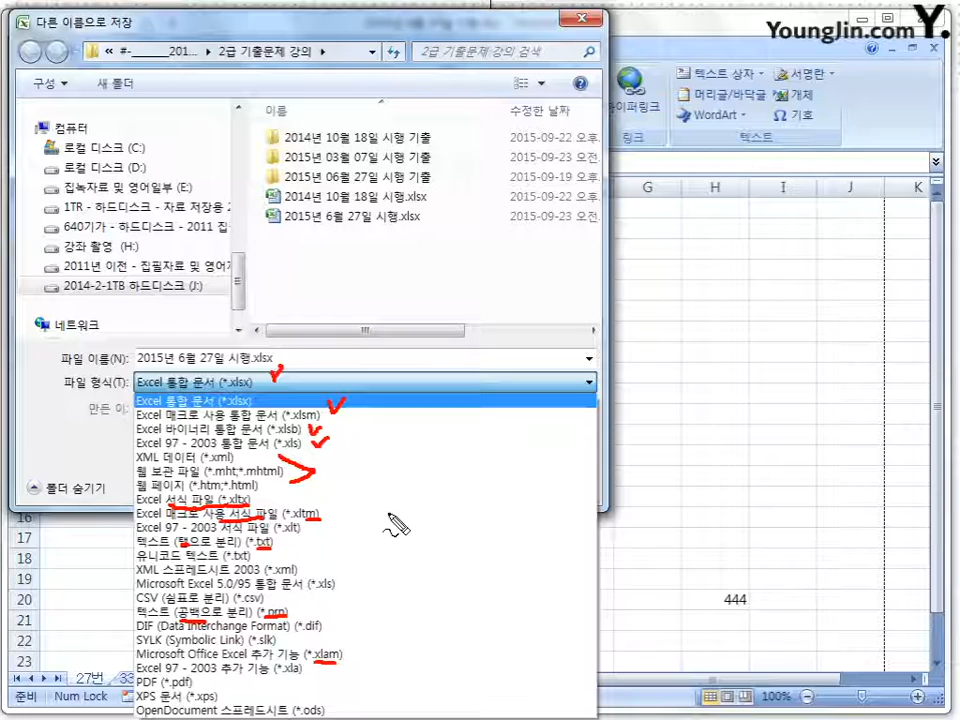 다른 이름으로 저장
YoungJin.com Y.
« #-______201... ▸ 2급 기출문제 강의 ▸
2급 기출문제 강의 검색
구성
새 폴더
컴퓨터
로컬 디스크 (C:)
로컬 디스크 (D:)
집녹자료 및 영어일부 (E:)
1TR - 하드디스크 - 자료 저장용 2
640기가 - 하드디스크 - 2011 집
강좌 촬영 (H:)
2011년 이전 - 집필자료 및 영어
2014-2-1TB 하드디스크 (J:)
네트워크
이름
수정한 날짜
2014년 10월 18일 시행 기출
2015-09-22 오후
2015년 03월 07일 시행 기출
2015-09-23 오전
2015년 06월 27일 시행 기출
2015-09-19 오전
2014년 10월 18일 시행.xlsx
2015-09-22 오후
2015년 6월 27일 시행.xlsx
2015-09-23 오전
파일 이름(N):
2015년 6월 27일 시행.xlsx
파일 형식(T):
Excel 통합 문서 (*.xlsx)
만든 이:
폴더 숨기기
Excel 통합 문서 (*.xlsx)
Excel 매크로 사용 통합 문서 (*.xlsm)
Excel 바이너리 통합 문서 (*.xlsb)
Excel 97 - 2003 통합 문서 (*.xls)
XML 데이터 (*.xml)
웹 보관 파일 (*.mht;*.mhtml)
웹 페이지 (*.htm;*.html)
Excel 서식 파일 (*.xltx)
Excel 매크로 사용 서식 파일 (*.xltm)
Excel 97 - 2003 서식 파일 (*.xlt)
텍스트 (탭으로 분리) (*.txt)
유니코드 텍스트 (*.txt)
XML 스프레드시트 2003 (*.xml)
Microsoft Excel 5.0/95 통합 문서 (*.xls)
CSV (쉼표로 분리) (*.csv)
텍스트 (공백으로 분리) (*.prn)
DIF (Data Interchange Format) (*.dif)
SYLK (Symbolic Link) (*.slk)
Microsoft Office Excel 추가 기능 (*.xlam)
Excel 97 - 2003 추가 기능 (*.xla)
PDF (*.pdf)
XPS 문서 (*.xps)
OpenDocument 스프레드시트 (*.ods)
텍스트 상자
서명란
머리글/바닥글
개체
WordArt
Ω 기호
이퍼링크
링크
텍스트
G H I J K
16
17
18
19
20
444
21
22
23
27번
준비
Num Lock
100%